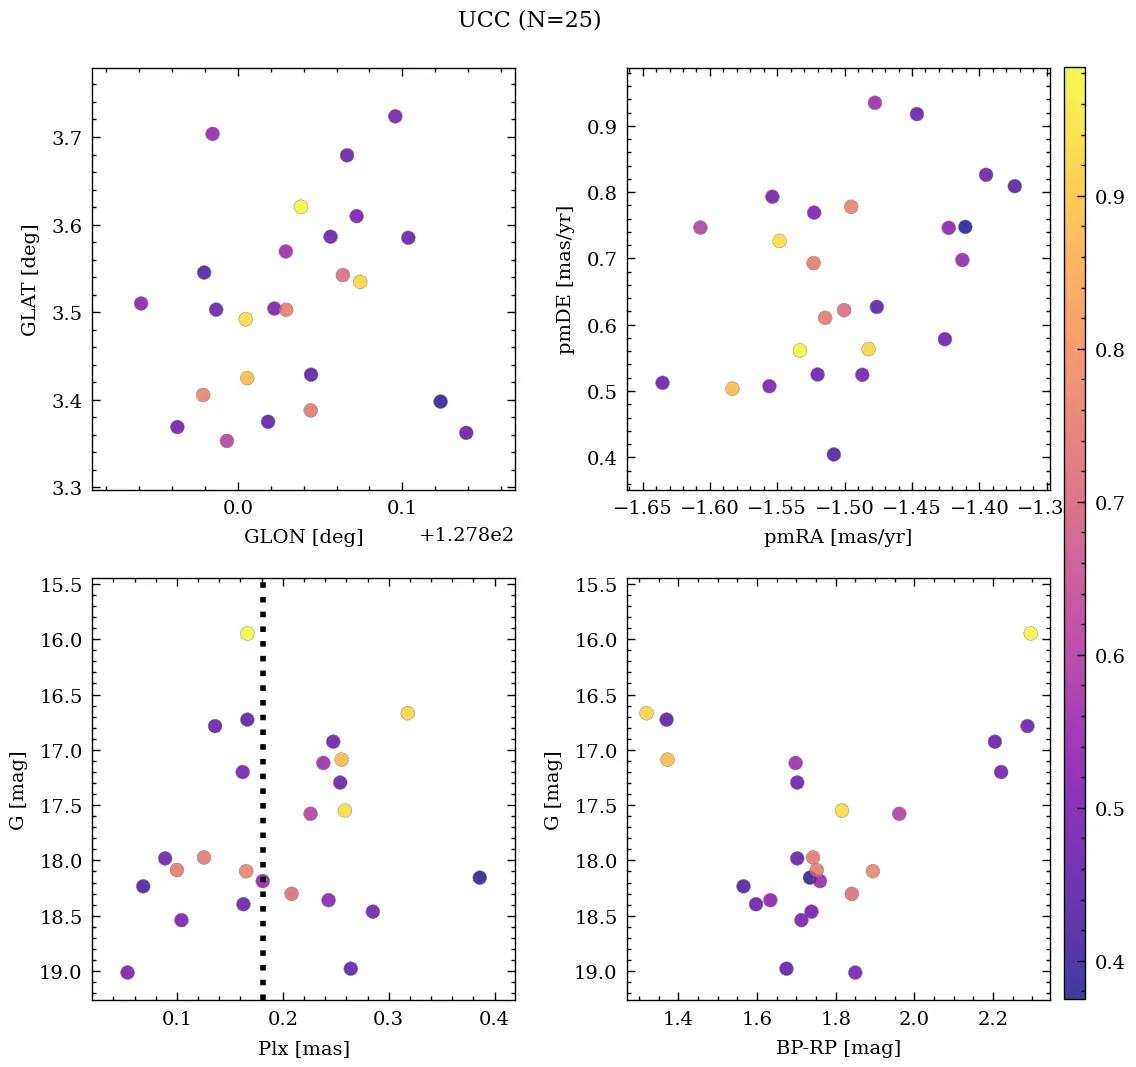 UCC (N=25)
3.7
3.6
3.5
3.4
3.3
GLAT [deg]
0.0 0.1
GLON [deg] +1.278e2
0.9
0.8
0.7
0.6
0.5
0.4
pmDE [mas/yr]
−1.65 −1.60 −1.55 −1.50 −1.45 −1.40 −1.3
pmRA [mas/yr]
15.5
16.0
16.5
17.0
17.5
18.0
18.5
19.0
G [mag]
0.1 0.2 0.3 0.4
Plx [mas]
15.5
16.0
16.5
17.0
17.5
18.0
18.5
19.0
G [mag]
1.4 1.6 1.8 2.0 2.2
BP-RP [mag]
0.9
0.8
0.7
0.6
0.5
0.4